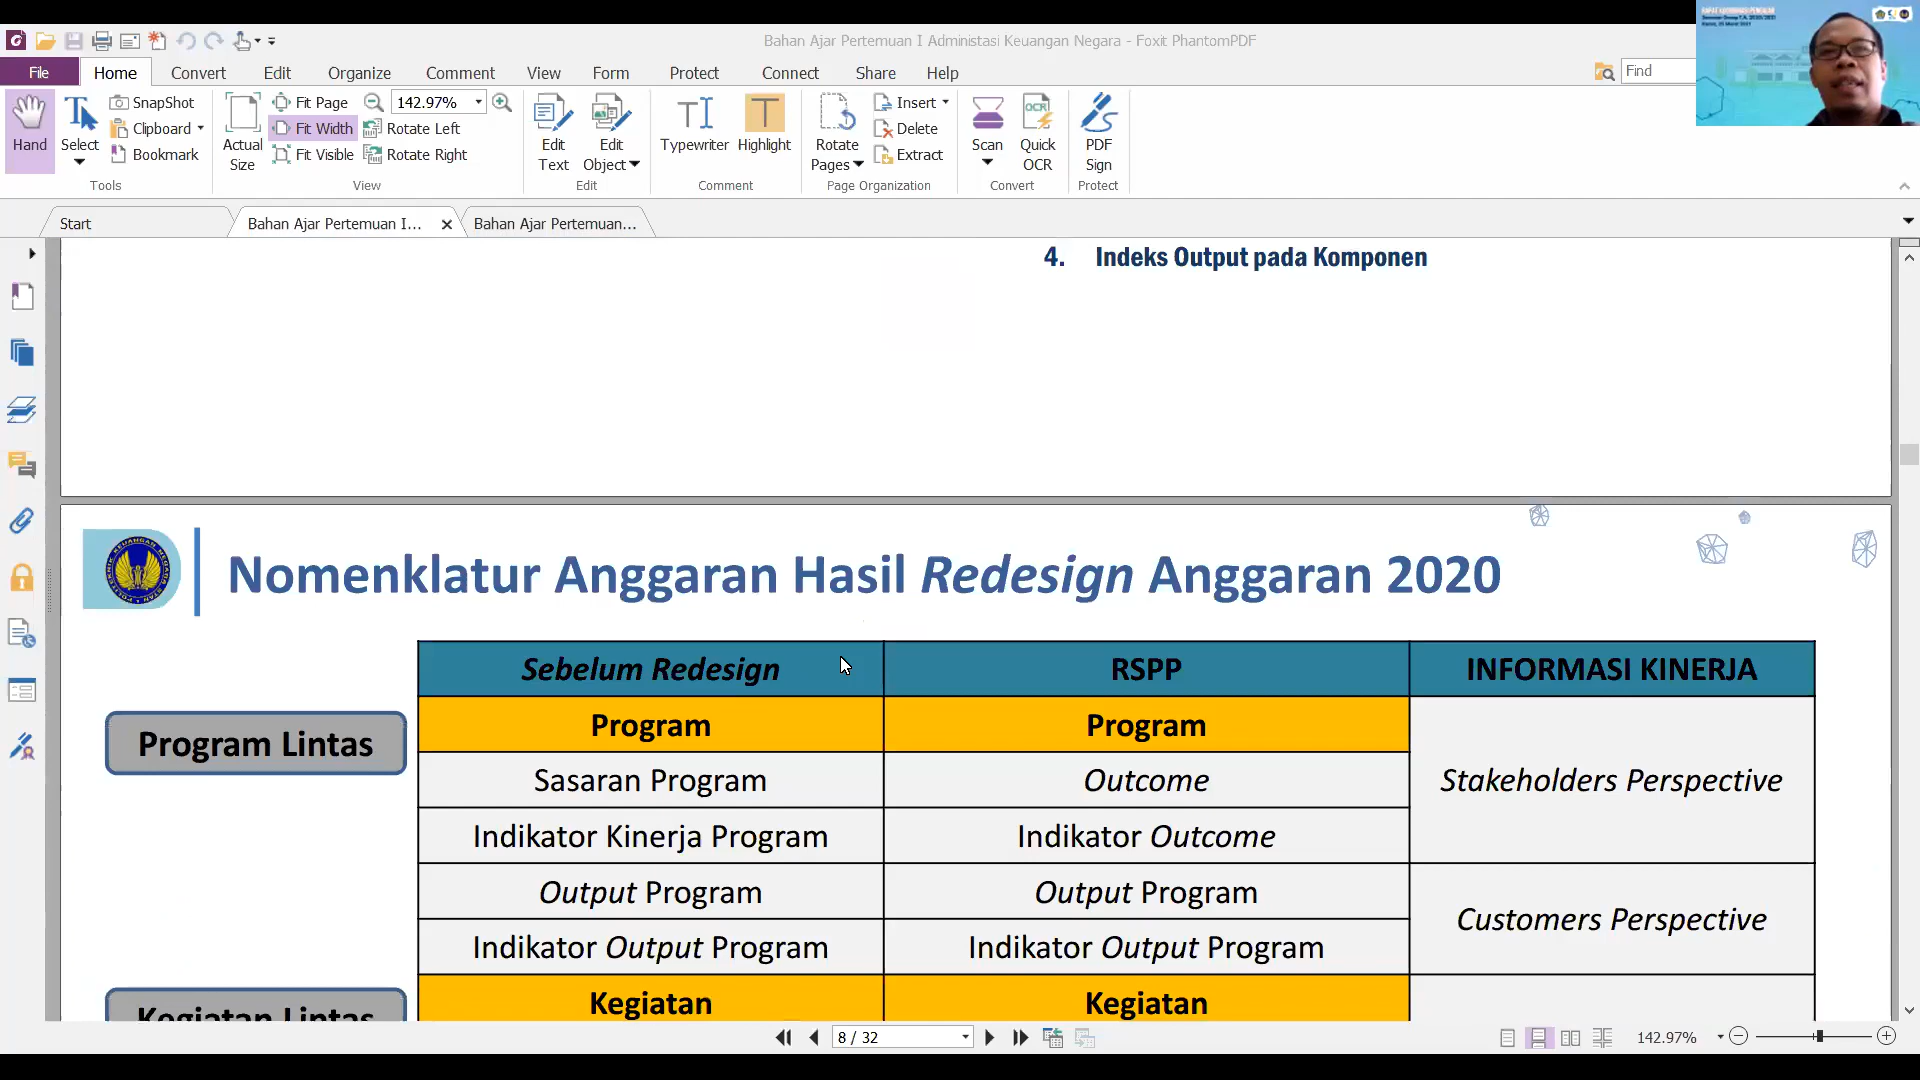 Bahan Ajar Pertemuan I Administasi Keuangan Negara - Foxit PhantomPDF
File Home Convert Edit Organize Comment View Form Protect Connect Share Help Find
Hand
Select
SnapShot
Clipboard
Bookmark
Tools
Actual Size
Fit Page
Fit Width
Fit Visible
142.97%
Rotate Left
Rotate Right
View
Edit Text
Edit Object
Edit
Typewriter
Highlight
Comment
Rotate Pages
Insert
Delete
Extract
Page Organization
Scan
OCR
Quick OCR
Convert
PDF Sign
Protect
Start
Bahan Ajar Pertemuan I...
Bahan Ajar Pertemuan...
4. Indeks Output pada Komponen
Nomenklatur Anggaran Hasil Redesign Anggaran 2020
Sebelum Redesign RSPP INFORMASI KINERJA
Program Lintas
Program Program
Sasaran Program Outcome Stakeholders Perspective
Indikator Kinerja Program Indikator Outcome
Output Program Output Program
Customers Perspective
Indikator Output Program Indikator Output Program
Kegiatan Lintas
Kegiatan Kegiatan
8 / 32
142.97%